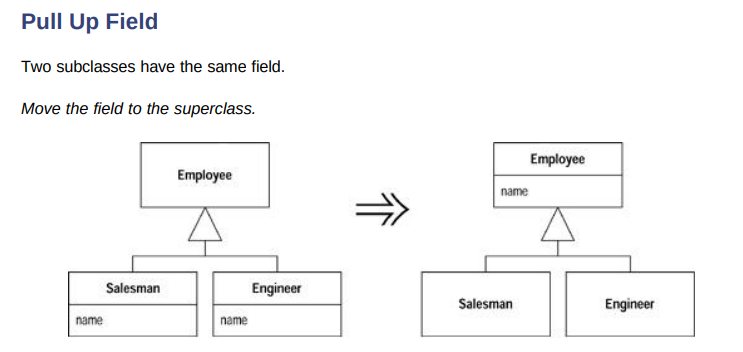 Pull Up Field
Two subclasses have the same field.
Move the field to the superclass.
Employee
Salesman
name
Engineer
name
Employee
name
Salesman
Engineer